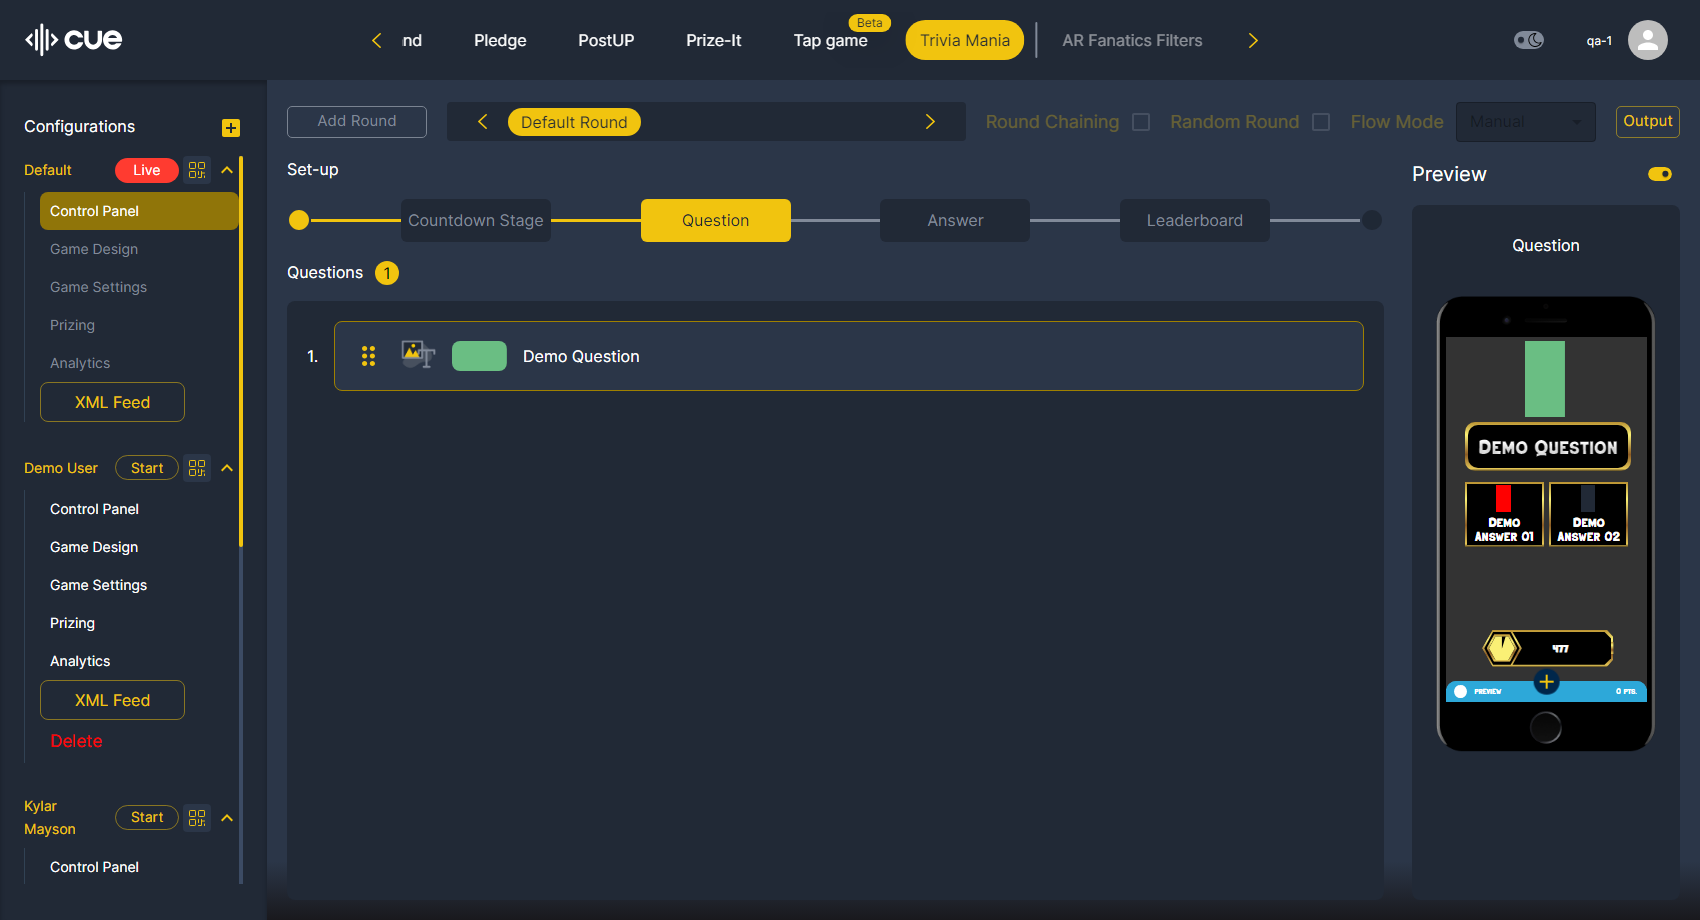 cue
nd
Pledge
PostUP
Prize-It
Tap game
Beta
Trivia Mania
AR Fanatics Filters
qa-1
Configurations
Default
Live
Control Panel
Game Design
Game Settings
Prizing
Analytics
XML Feed
Demo User
Start
Control Panel
Game Design
Game Settings
Prizing
Analytics
XML Feed
Delete
Kylar
Mayson
Start
Control Panel
Add Round
Default Round
Round Chaining
Random Round
Flow Mode
Manual
Output
Set-up
Countdown Stage
Question
Answer
Leaderboard
Questions 1
1.
Demo Question
Preview
Question
Demo Question
Demo
Answer 01
Demo
Answer 02
477
PREVIEW
0 PTS.